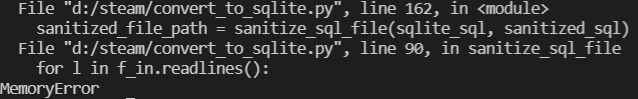 File "d:/steam/convert_to_sqlite.py", line 162, in <module>
sanitized_file_path = sanitize_sql_file(sqlite_sql, sanitized_sql)
File "d:/steam/convert_to_sqlite.py", line 90, in sanitize_sql_file
for l in f_in.readlines():
MemoryError